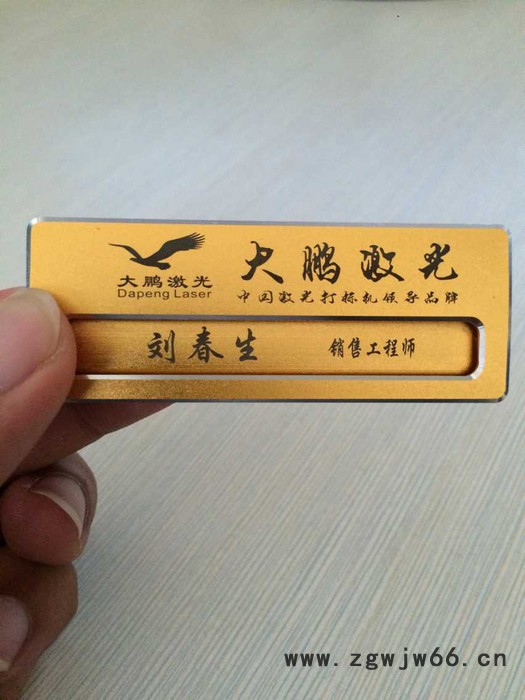 大鹏激光
Dapeng Laser
大鹏激光
中国激光打标机领导品牌
刘春生 销售工程师
www.zgwjw66.cn